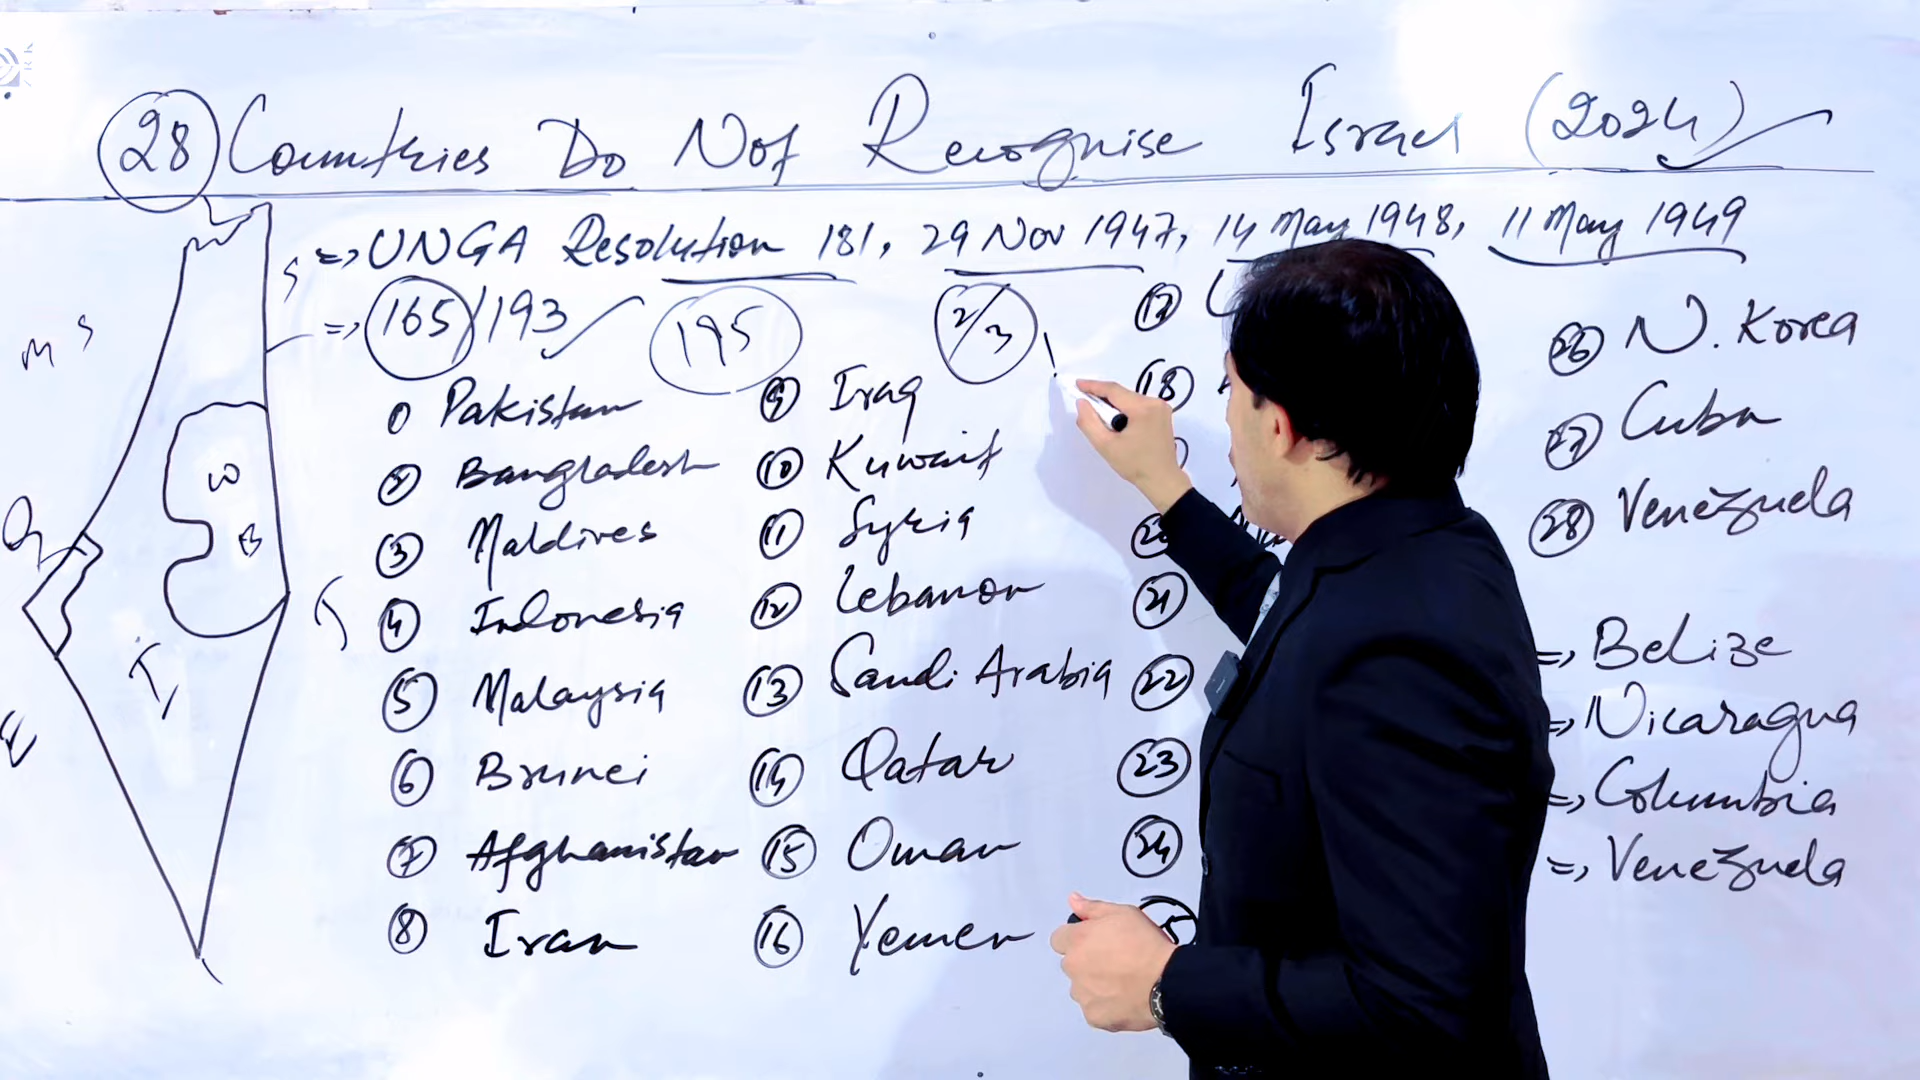 28 Countries Do Not Recognise Israel (2024)
=> UNGA Resolution 181, 29 Nov 1947, 14 May 1948, 11 May 1949
=> 165/193 195 2/3
1 Pakistan
2 Bangladesh
3 Maldives
4 Indonesia
5 Malaysia
6 Brunei
7 Afghanistan
8 Iran
9 Iraq
10 Kuwait
11 Syria
12 Lebanon
13 Saudi Arabia
14 Qatar
15 Oman
16 Yemen
17
18
20
21
22
23
24
26 N. Korea
27 Cuba
28 Venezuela
=> Belize
=> Nicaragua
=> Columbia
=> Venezuela
M S
S
W
B
G
J
I
E